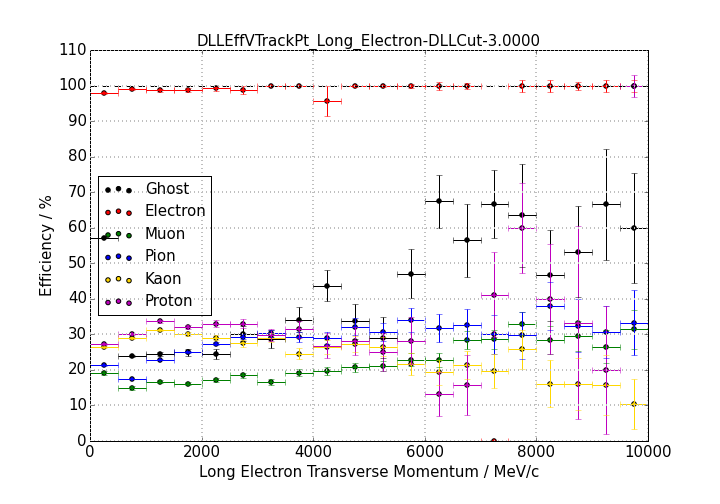 DLLEffVTrackPt_Long_Electron-DLLCut-3.0000
110
100
90
80
70
60
50
40
30
20
10
0
Efficiency / %
Ghost
Electron
Muon
Pion
Kaon
Proton
0 2000 4000 6000 8000 10000
Long Electron Transverse Momentum / MeV/c